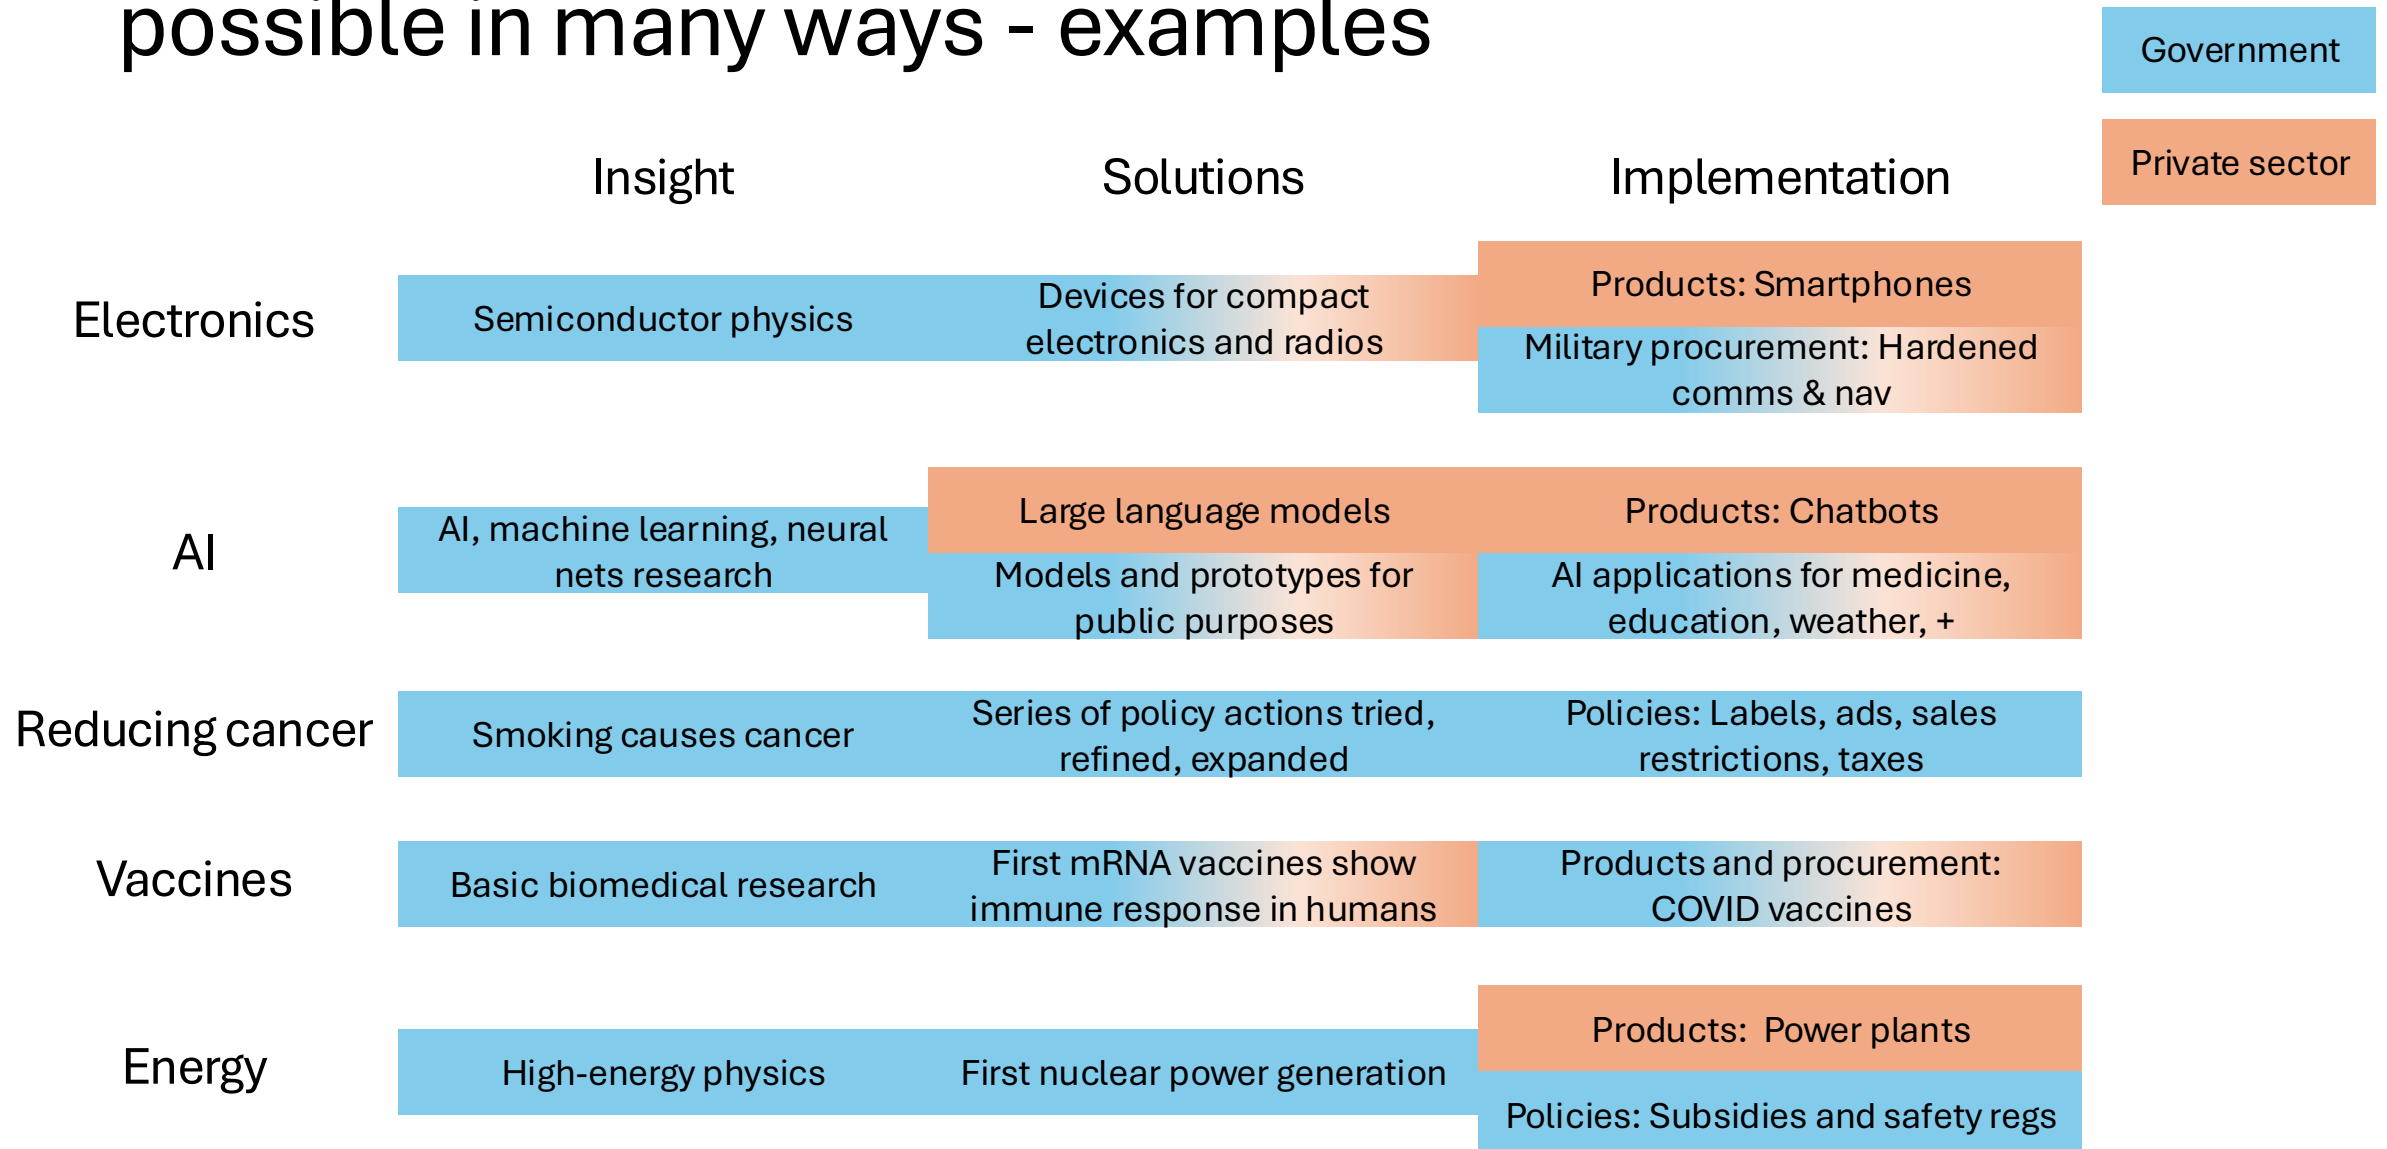 possible in many ways - examples
Government
Private sector
Insight
Solutions
Implementation
Electronics
Semiconductor physics
Devices for compact
electronics and radios
Products: Smartphones
Military procurement: Hardened
comms & nav
AI
AI, machine learning, neural
nets research
Large language models
Models and prototypes for
public purposes
Products: Chatbots
AI applications for medicine,
education, weather, +
Reducing cancer
Smoking causes cancer
Series of policy actions tried,
refined, expanded
Policies: Labels, ads, sales
restrictions, taxes
Vaccines
Basic biomedical research
First mRNA vaccines show
immune response in humans
Products and procurement:
COVID vaccines
Energy
High-energy physics
First nuclear power generation
Products:  Power plants
Policies: Subsidies and safety regs